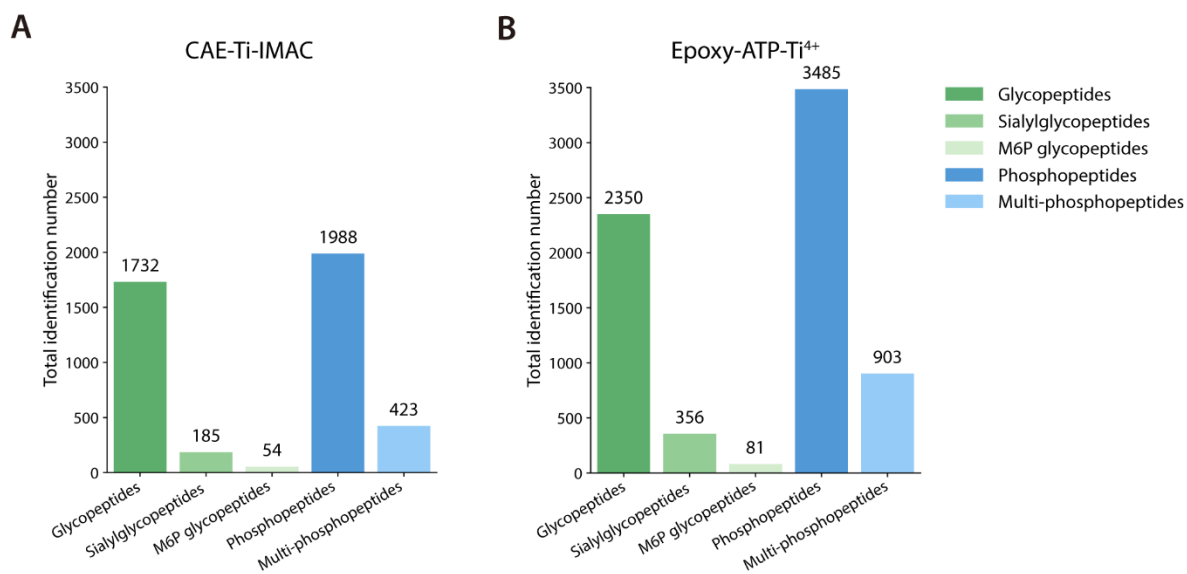 A
CAE-Ti-IMAC
Total identification number
3500
3000
2500
2000
1500
1000
500
0
1732
185
54
1988
423
Glycopeptides
Sialylglycopeptides
M6P glycopeptides
Phosphopeptides
Multi-phosphopeptides
B
Epoxy-ATP-Ti⁴⁺
Total identification number
3500
3000
2500
2000
1500
1000
500
0
2350
356
81
3485
903
Glycopeptides
Sialylglycopeptides
M6P glycopeptides
Phosphopeptides
Multi-phosphopeptides
Glycopeptides
Sialylglycopeptides
M6P glycopeptides
Phosphopeptides
Multi-phosphopeptides